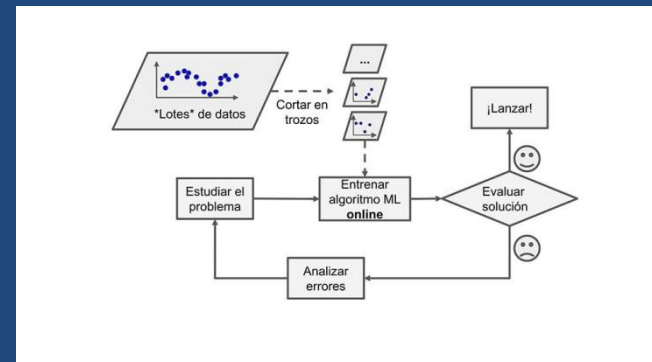 *Lotes* de datos
Cortar en
trozos
...
¡Lanzar!
Estudiar el
problema
Entrenar
algoritmo ML
online
Evaluar
solución
Analizar
errores